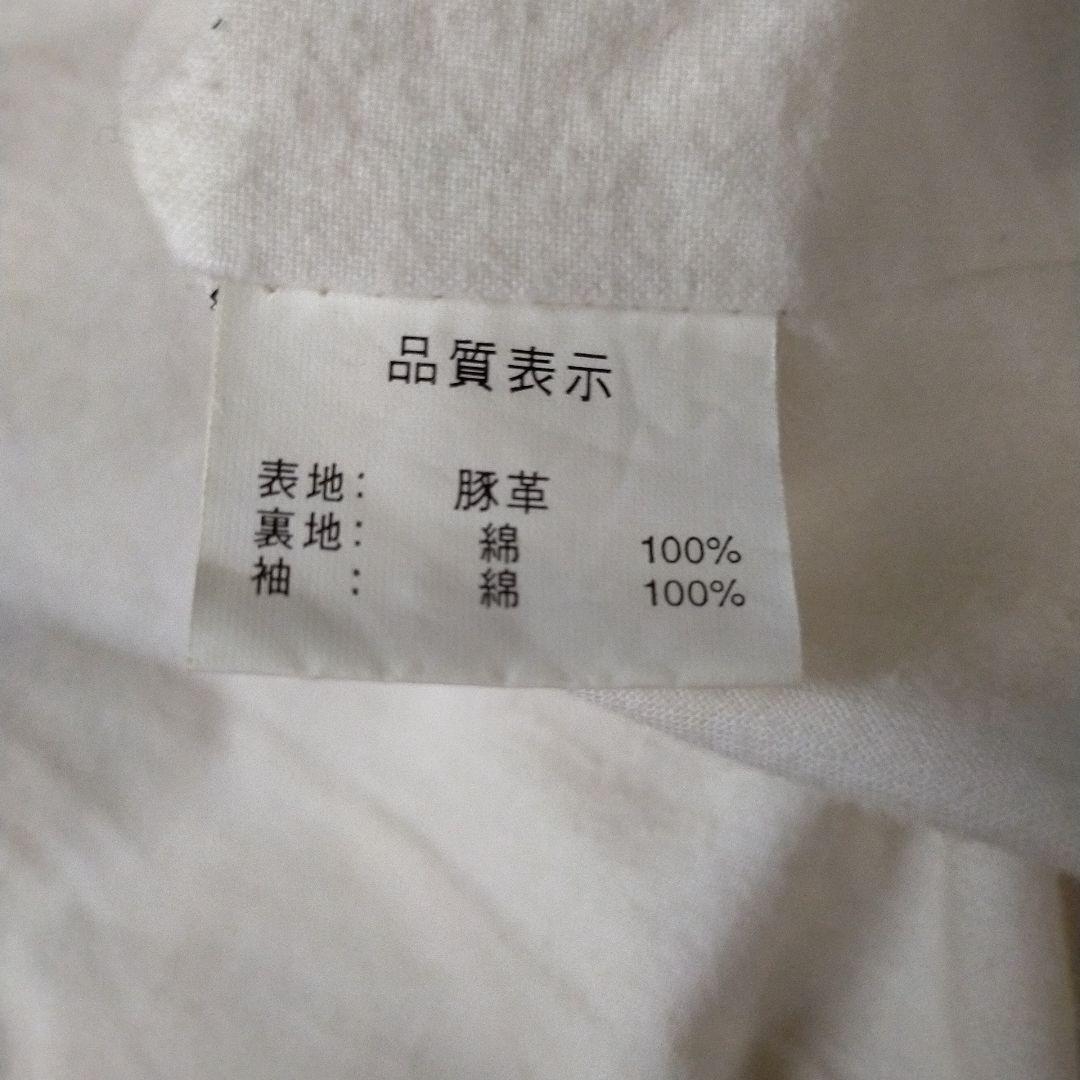 品質表示
表地: 豚革
裏地: 綿 100%
袖 : 綿 100%